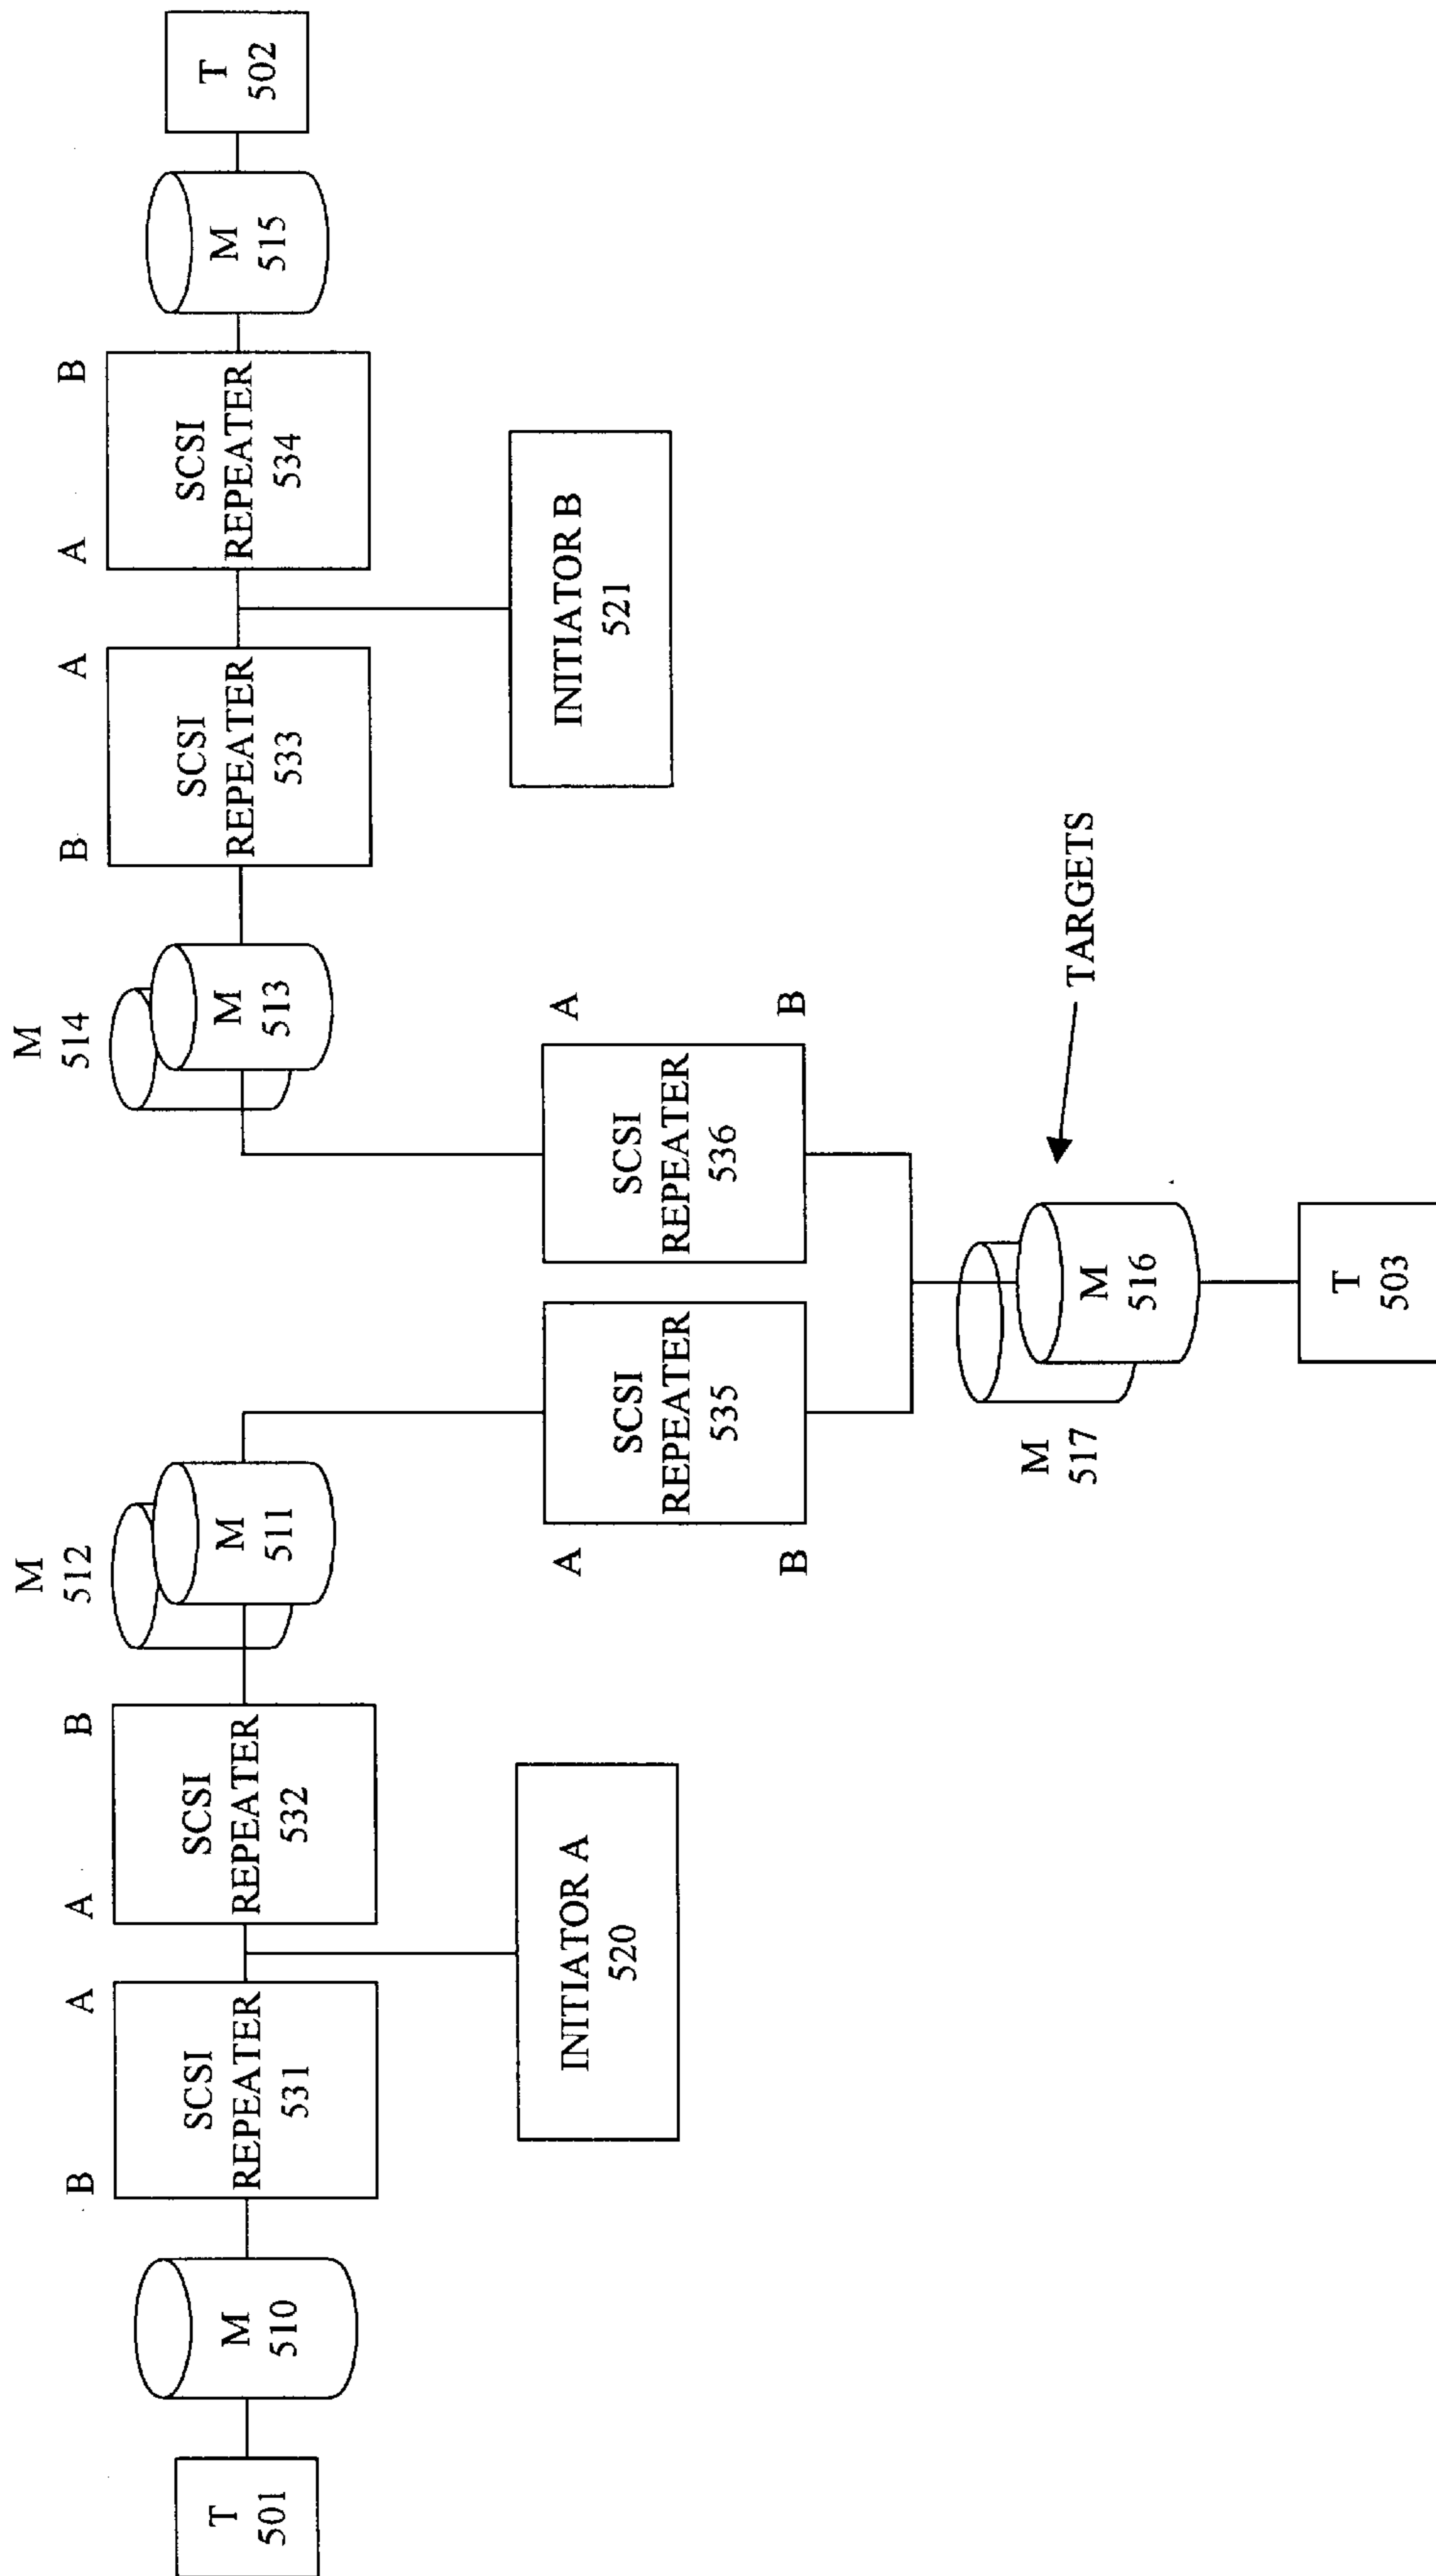 M
512
M
514
B
A
A
B
B
A
A
B
T
501
M
510
SCSI
REPEATER
531
SCSI
REPEATER
532
M
511
M
513
SCSI
REPEATER
533
SCSI
REPEATER
534
M
515
T
502
INITIATOR A
520
INITIATOR B
521
A
SCSI
REPEATER
535
B
SCSI
REPEATER
536
A
B
M
517
M
516
TARGETS
T
503